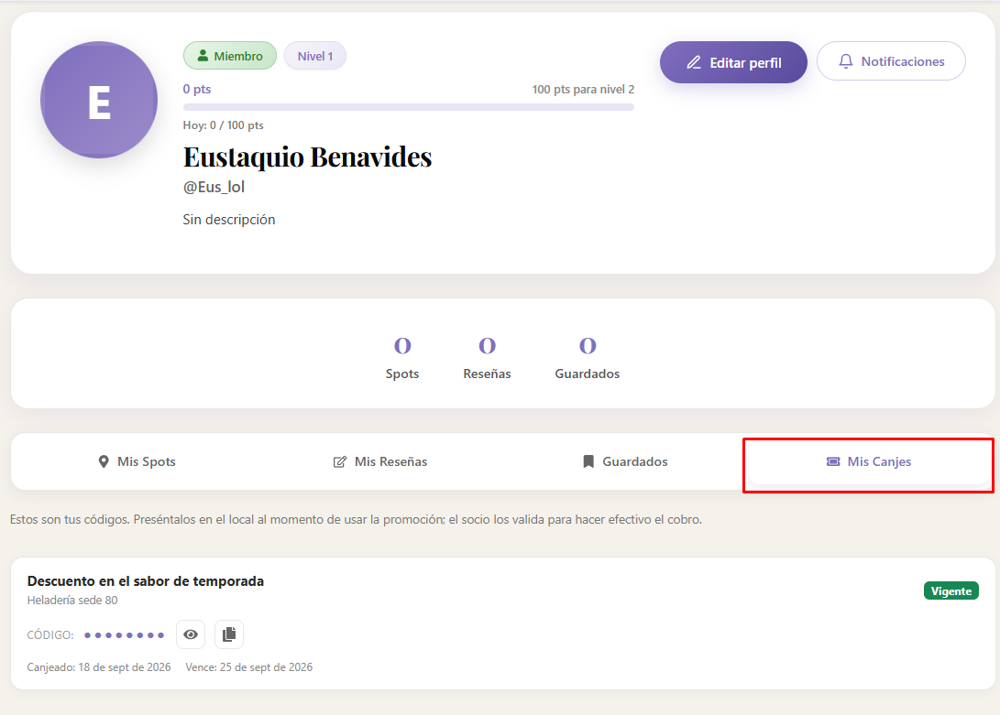 E
Miembro
Nivel 1
Editar perfil
Notificaciones
0 pts
100 pts para nivel 2
Hoy: 0 / 100 pts
Eustaquio Benavides
@Eus_lol
Sin descripción
0
0
0
Spots
Reseñas
Guardados
Mis Spots
Mis Reseñas
Guardados
Mis Canjes
Estos son tus códigos. Preséntalos en el local al momento de usar la promoción; el socio los valida para hacer efectivo el cobro.
Descuento en el sabor de temporada
Vigente
Heladería sede 80
CÓDIGO: ••••••••
Canjeado: 18 de sept de 2026
Vence: 25 de sept de 2026